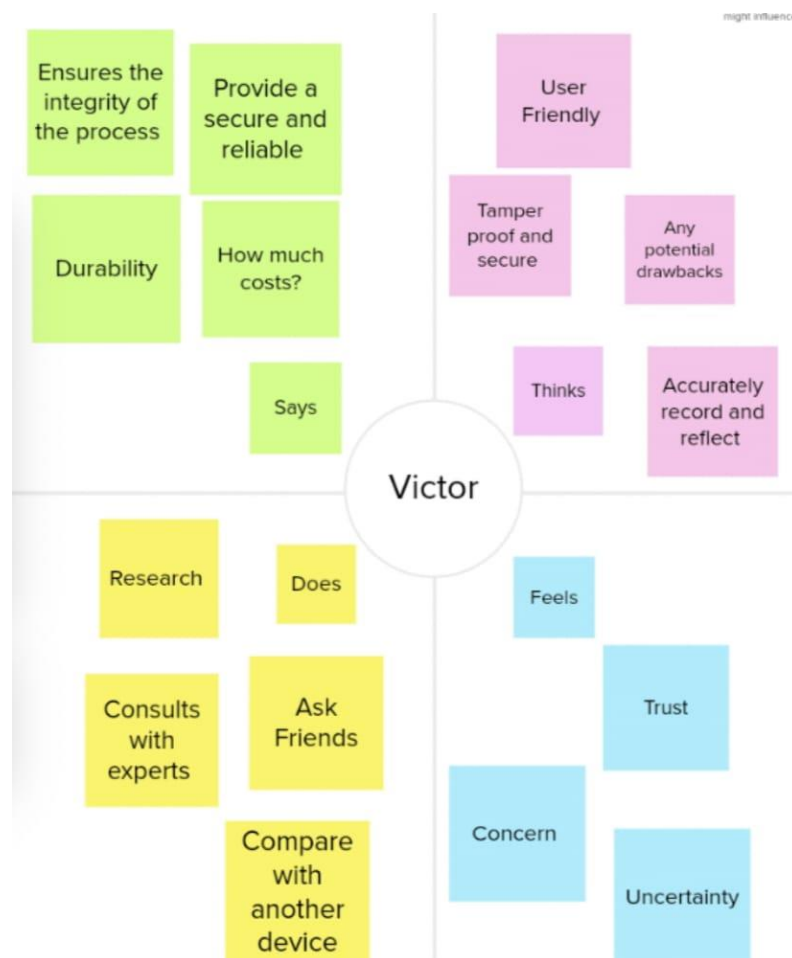 might influenc
Ensures the
integrity of
the process
Provide a
secure and
reliable
Durability
How much
costs?
Says
User
Friendly
Tamper
proof and
secure
Any
potential
drawbacks
Thinks
Accurately
record and
reflect
Victor
Research
Does
Consults
with
experts
Ask
Friends
Compare
with
another
device
Feels
Trust
Concern
Uncertainty